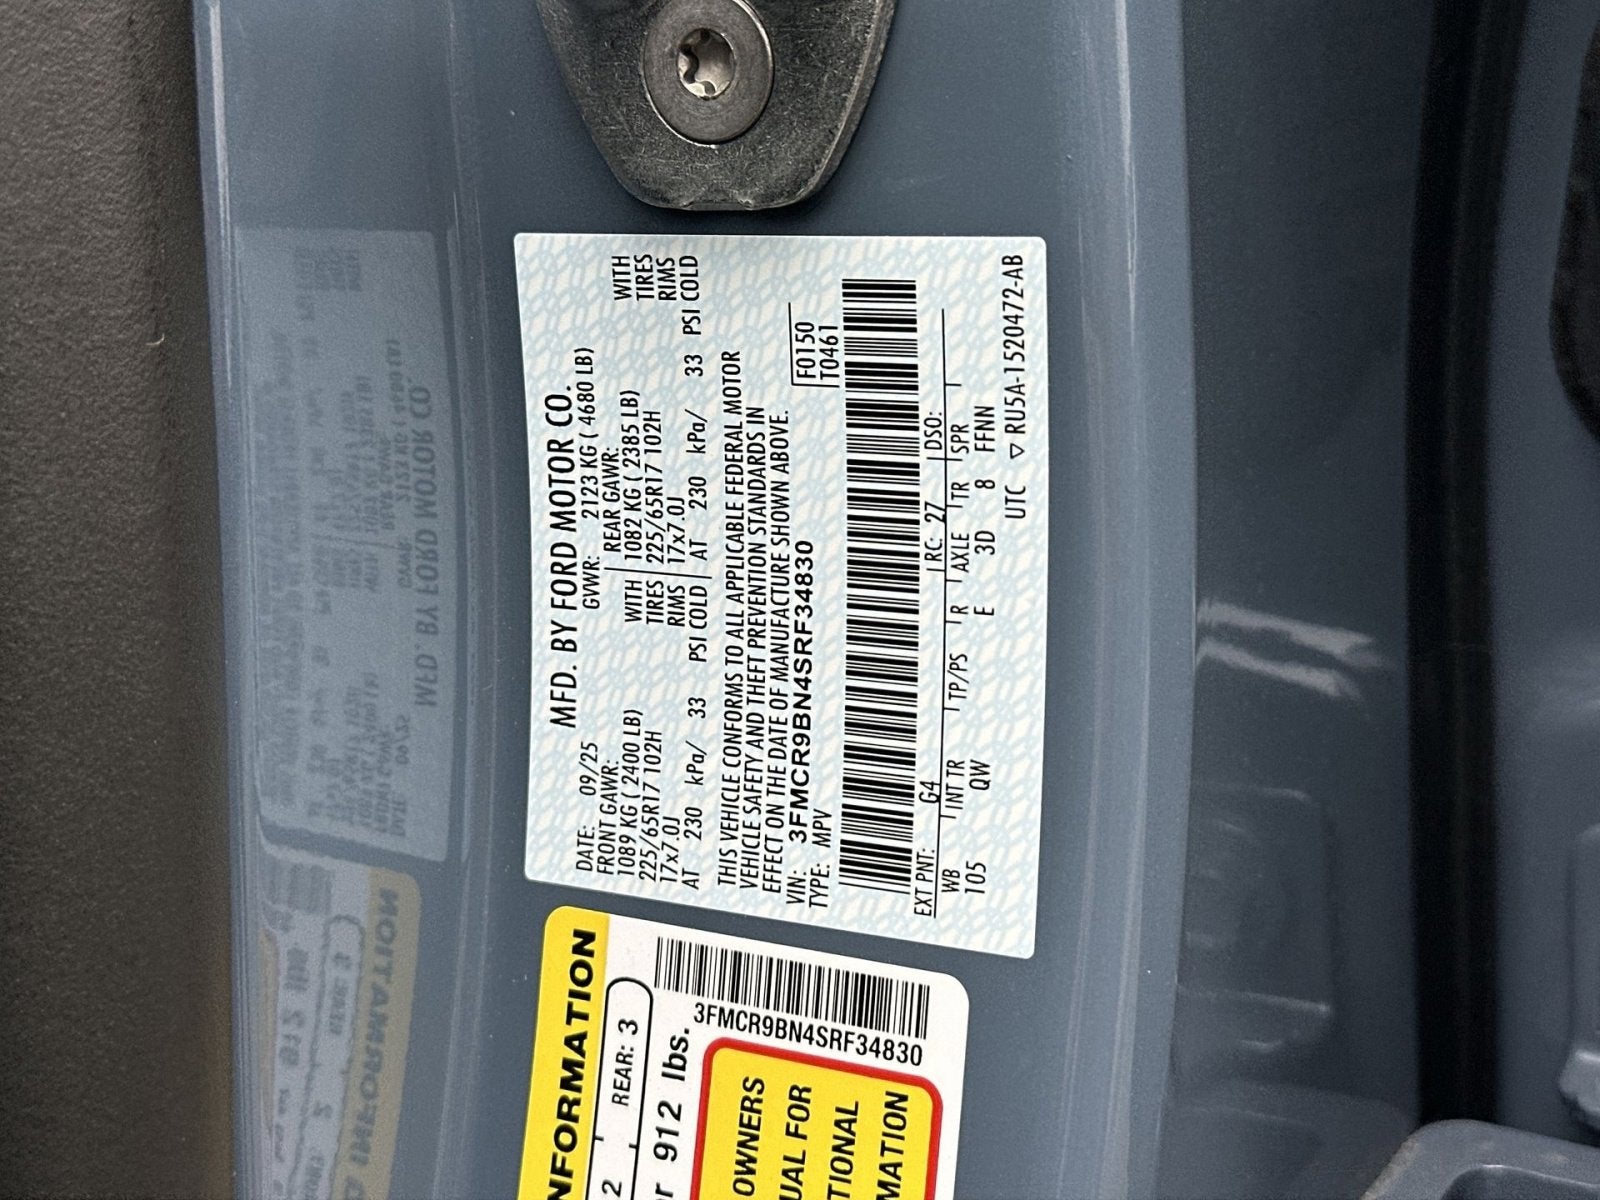 MFD. BY FORD MOTOR CO.
DATE: 09/25 GVWR: 2123 KG ( 4680 LB)
FRONT GAWR: REAR GAWR:
1089 KG ( 2400 LB) WITH 1082 KG ( 2385 LB) WITH
225/65R17 102H TIRES 225/65R17 102H TIRES
17x7.0J RIMS 17x7.0J RIMS
AT 230 kPa/ 33 PSI COLD AT 230 kPa/ 33 PSI COLD
THIS VEHICLE CONFORMS TO ALL APPLICABLE FEDERAL MOTOR
VEHICLE SAFETY AND THEFT PREVENTION STANDARDS IN
EFFECT ON THE DATE OF MANUFACTURE SHOWN ABOVE.
VIN: 3FMCR9BN4SRF34830 F0150
TYPE: MPV T0461
EXT PNT: G4 RC: 27 DSO:
WB INT TR TP/PS R AXLE TR SPR
105 QW E 3D 8 FFNN
UTC ▽ RU5A-1520472-AB
NFORMATION
2 REAR: 3
or 912 lbs.
3FMCR9BN4SRF34830
OWNERS
UAL FOR
TIONAL
MATION